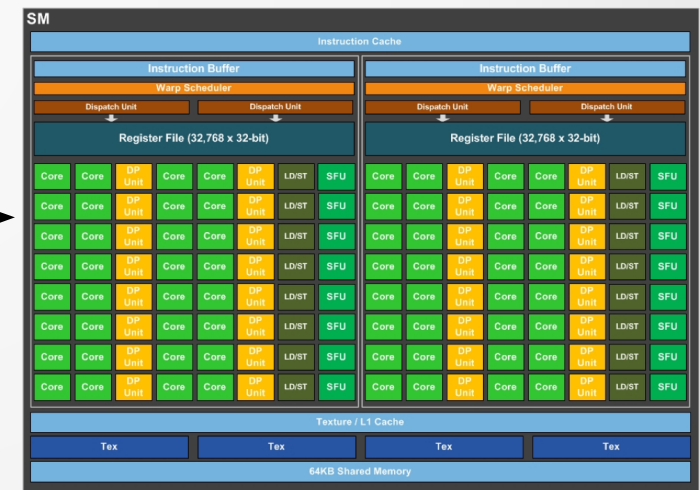 SM
Instruction Cache
Instruction Buffer Instruction Buffer
Warp Scheduler Warp Scheduler
Dispatch Unit Dispatch Unit Dispatch Unit Dispatch Unit
Register File (32,768 x 32-bit) Register File (32,768 x 32-bit)
Core Core DP Unit Core Core DP Unit LD/ST SFU Core Core DP Unit Core Core DP Unit LD/ST SFU
Core Core DP Unit Core Core DP Unit LD/ST SFU Core Core DP Unit Core Core DP Unit LD/ST SFU
Core Core DP Unit Core Core DP Unit LD/ST SFU Core Core DP Unit Core Core DP Unit LD/ST SFU
Core Core DP Unit Core Core DP Unit LD/ST SFU Core Core DP Unit Core Core DP Unit LD/ST SFU
Core Core DP Unit Core Core DP Unit LD/ST SFU Core Core DP Unit Core Core DP Unit LD/ST SFU
Core Core DP Unit Core Core DP Unit LD/ST SFU Core Core DP Unit Core Core DP Unit LD/ST SFU
Core Core DP Unit Core Core DP Unit LD/ST SFU Core Core DP Unit Core Core DP Unit LD/ST SFU
Core Core DP Unit Core Core DP Unit LD/ST SFU Core Core DP Unit Core Core DP Unit LD/ST SFU
Texture / L1 Cache
Tex Tex Tex Tex
64KB Shared Memory